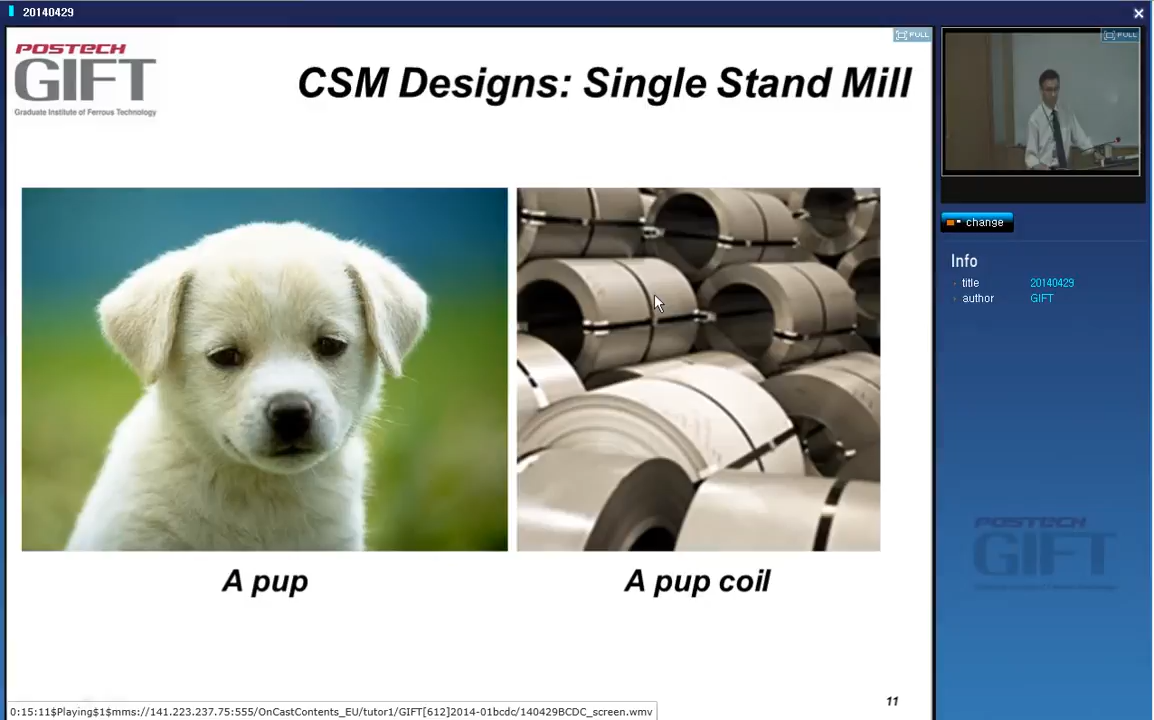 20140429
POSTECH
GIFT
Graduate Institute of Ferrous Technology
CSM Designs: Single Stand Mill
FULL
FULL
change
Info
title 20140429
author GIFT
A pup
A pup coil
POSTECH
GIFT
11
0:15:11$Playing$1$mms://141.223.237.75:555/OnCastContents_EU/tutor1/GIFT[612]2014-01bcdc/140429BCDC_screen.wmv